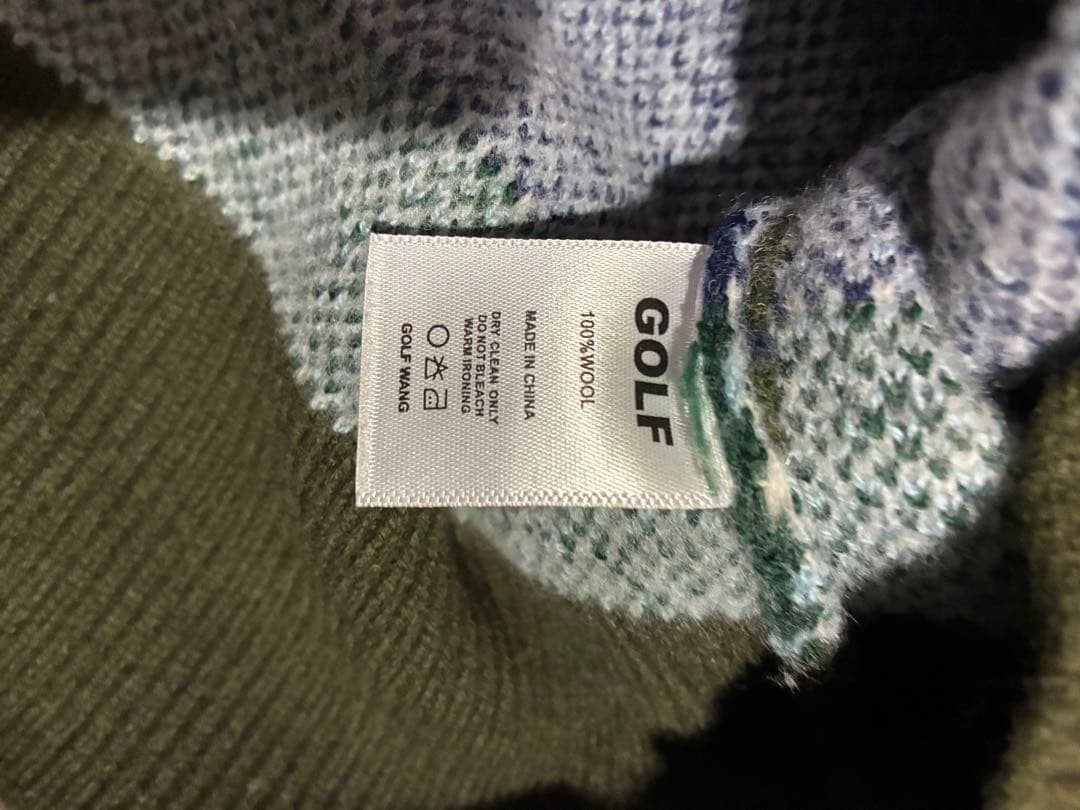 GOLF
100%WOOL
MADE IN CHINA
DRY CLEAN ONLY
DO NOT BLEACH
WARM IRONING
GOLF WANG